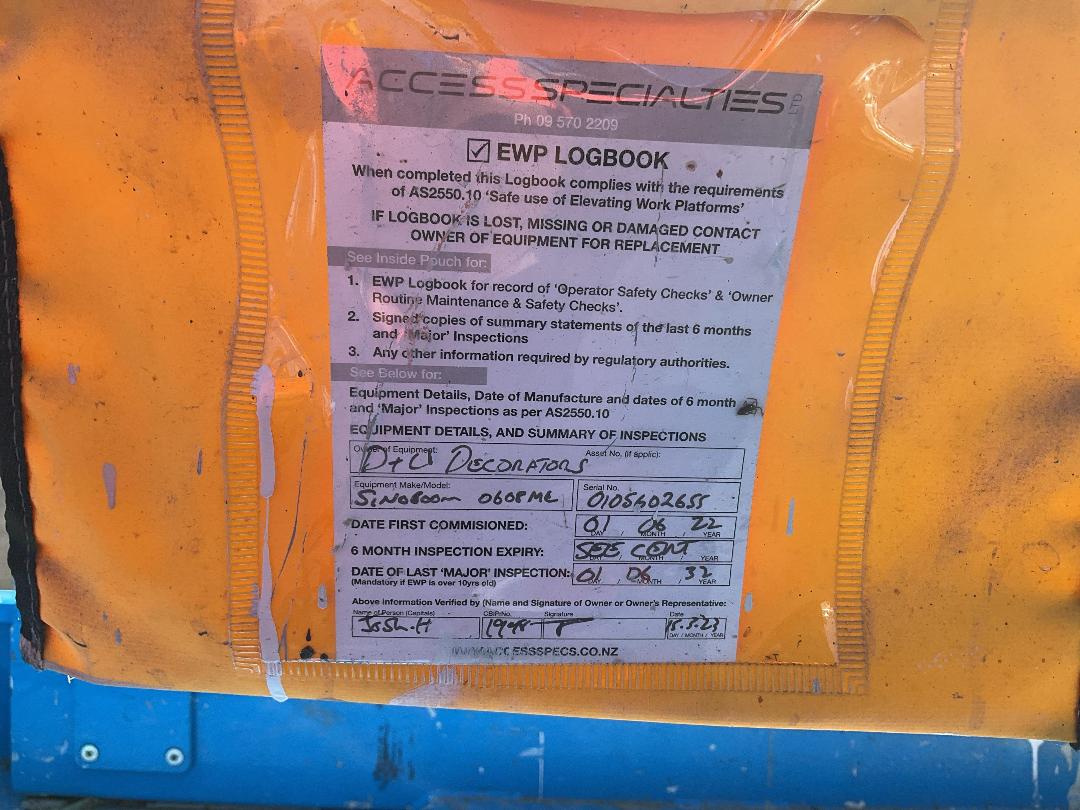 ACCESS SPECIALTIES LTD
Ph 09 570 2209
EWP LOGBOOK
When completed this Logbook complies with the requirements
of AS2550.10 'Safe use of Elevating Work Platforms'
IF LOGBOOK IS LOST, MISSING OR DAMAGED CONTACT
OWNER OF EQUIPMENT FOR REPLACEMENT
See Inside Pouch for:
1. EWP Logbook for record of 'Operator Safety Checks' & 'Owner
Routine Maintenance & Safety Checks'.
2. Signed copies of summary statements of the last 6 months
and 'Major' Inspections
3. Any other information required by regulatory authorities.
See Below for:
Equipment Details, Date of Manufacture and dates of 6 month
and 'Major' Inspections as per AS2550.10
EQUIPMENT DETAILS, AND SUMMARY OF INSPECTIONS
Owner of Equipment: Asset No. (if applic):
DECORATORS
Equipment Make/Model: Serial No.
SINOBOOM 0608ME 0105402655
DATE FIRST COMMISIONED: 01 06 22
DAY / MONTH / YEAR
6 MONTH INSPECTION EXPIRY: SEE CERT
MONTH / YEAR
DATE OF LAST 'MAJOR' INSPECTION: 01 06 32
(Mandatory if EWP is over 10yrs old) DAY / MONTH / YEAR
Above Information Verified by (Name and Signature of Owner or Owner's Representative:
Name of Person (Capitals) CBIP.No. Signature Date
Josh.H 15.3.23
DAY / MONTH / YEAR
WWW.ACCESSSPECS.CO.NZ